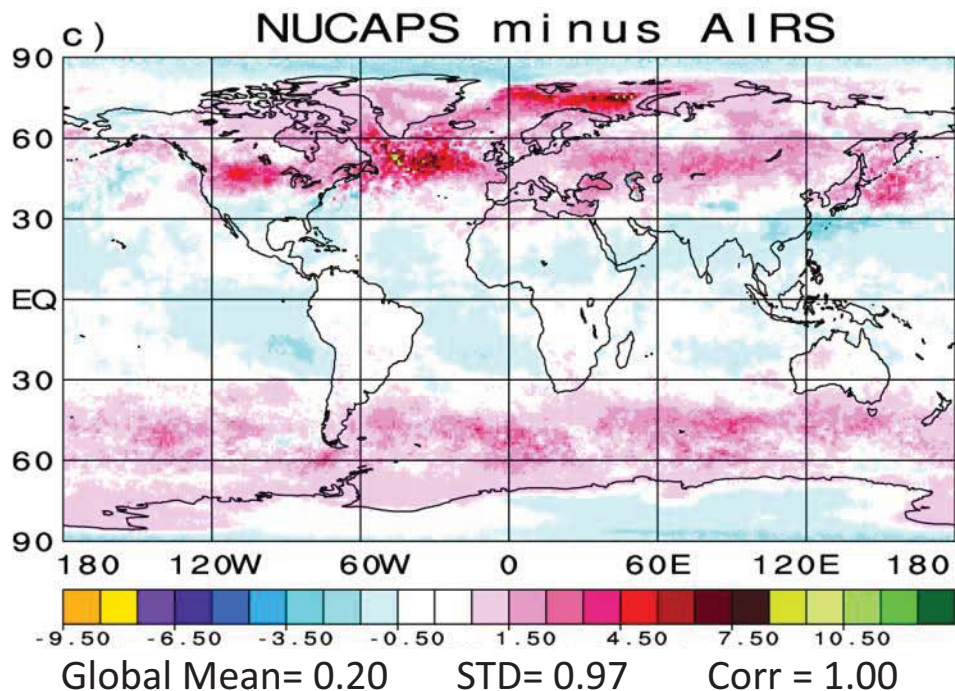 c) NUCAPS minus AIRS
90
60
30
EQ
30
60
90
180 120W 60W 0 60E 120E 180
-9.50 -6.50 -3.50 -0.50 1.50 4.50 7.50 10.50
Global Mean= 0.20 STD= 0.97 Corr = 1.00